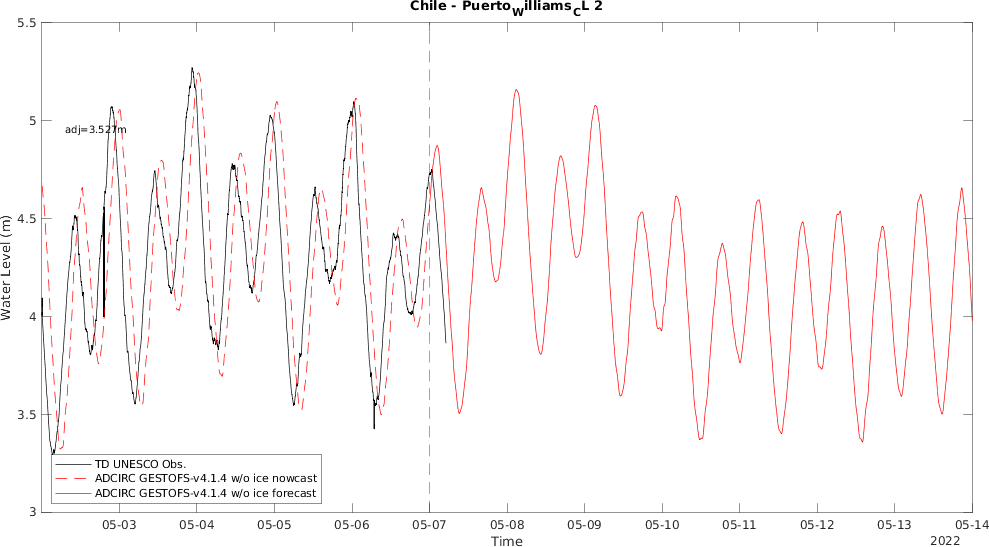 Chile - PuertoWilliamsCL 2
5.5
5
4.5
4
3.5
3
Water Level (m)
adj=3.527m
TD UNESCO Obs.
ADCIRC GESTOFS-v4.1.4 w/o ice nowcast
ADCIRC GESTOFS-v4.1.4 w/o ice forecast
05-03 05-04 05-05 05-06 05-07 05-08 05-09 05-10 05-11 05-12 05-13 05-14
Time
2022